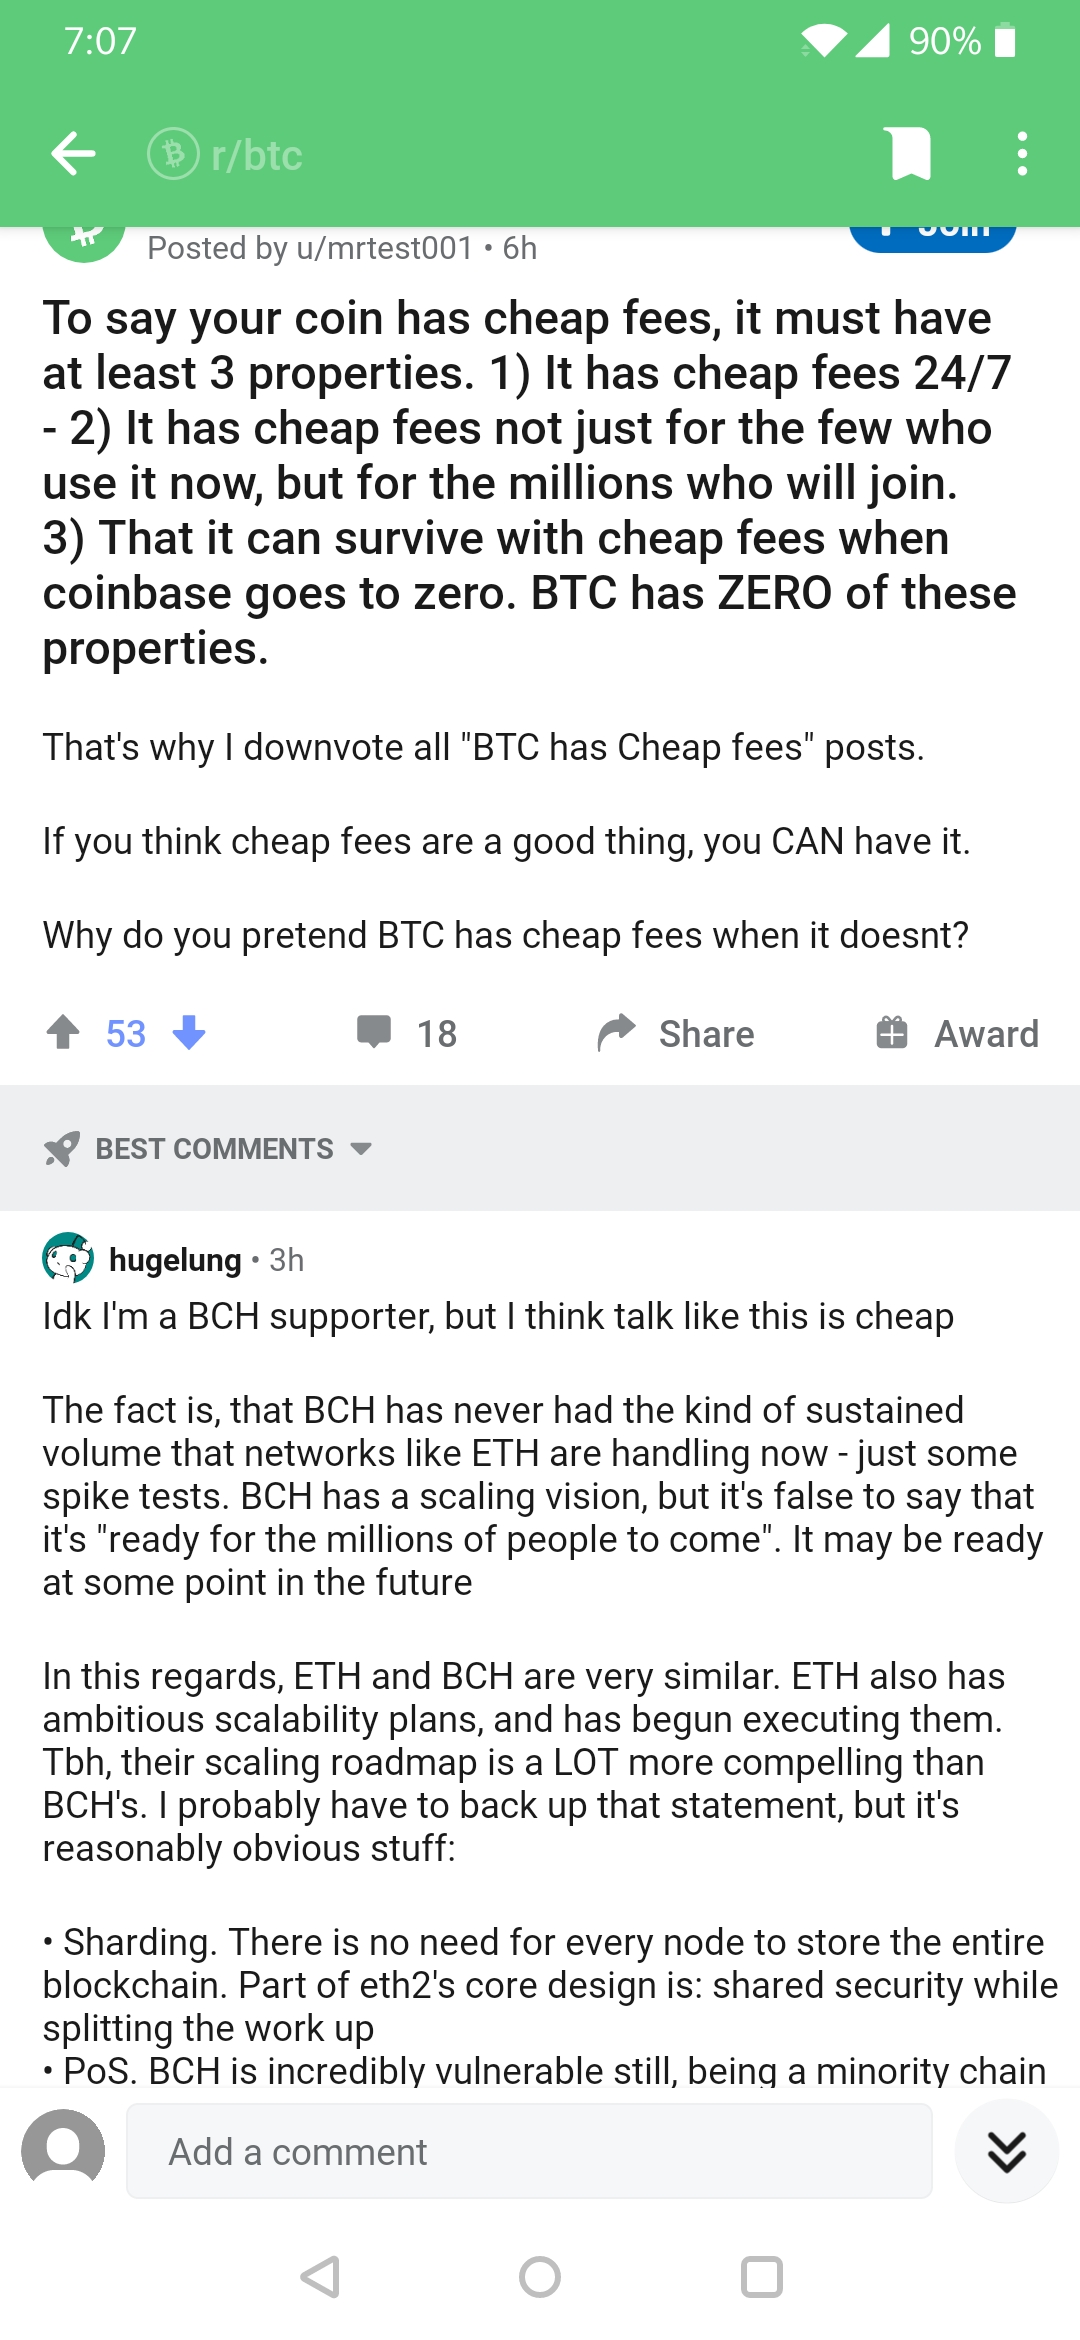 7:07
90%
r/btc
Posted by u/mrtest001 • 6h
Join
To say your coin has cheap fees, it must have
at least 3 properties. 1) It has cheap fees 24/7
- 2) It has cheap fees not just for the few who
use it now, but for the millions who will join.
3) That it can survive with cheap fees when
coinbase goes to zero. BTC has ZERO of these
properties.
That's why I downvote all "BTC has Cheap fees" posts.
If you think cheap fees are a good thing, you CAN have it.
Why do you pretend BTC has cheap fees when it doesnt?
53
18
Share
Award
BEST COMMENTS
hugelung • 3h
Idk I'm a BCH supporter, but I think talk like this is cheap
The fact is, that BCH has never had the kind of sustained
volume that networks like ETH are handling now - just some
spike tests. BCH has a scaling vision, but it's false to say that
it's "ready for the millions of people to come". It may be ready
at some point in the future
In this regards, ETH and BCH are very similar. ETH also has
ambitious scalability plans, and has begun executing them.
Tbh, their scaling roadmap is a LOT more compelling than
BCH's. I probably have to back up that statement, but it's
reasonably obvious stuff:
• Sharding. There is no need for every node to store the entire
blockchain. Part of eth2's core design is: shared security while
splitting the work up
• PoS. BCH is incredibly vulnerable still, being a minority chain
Add a comment